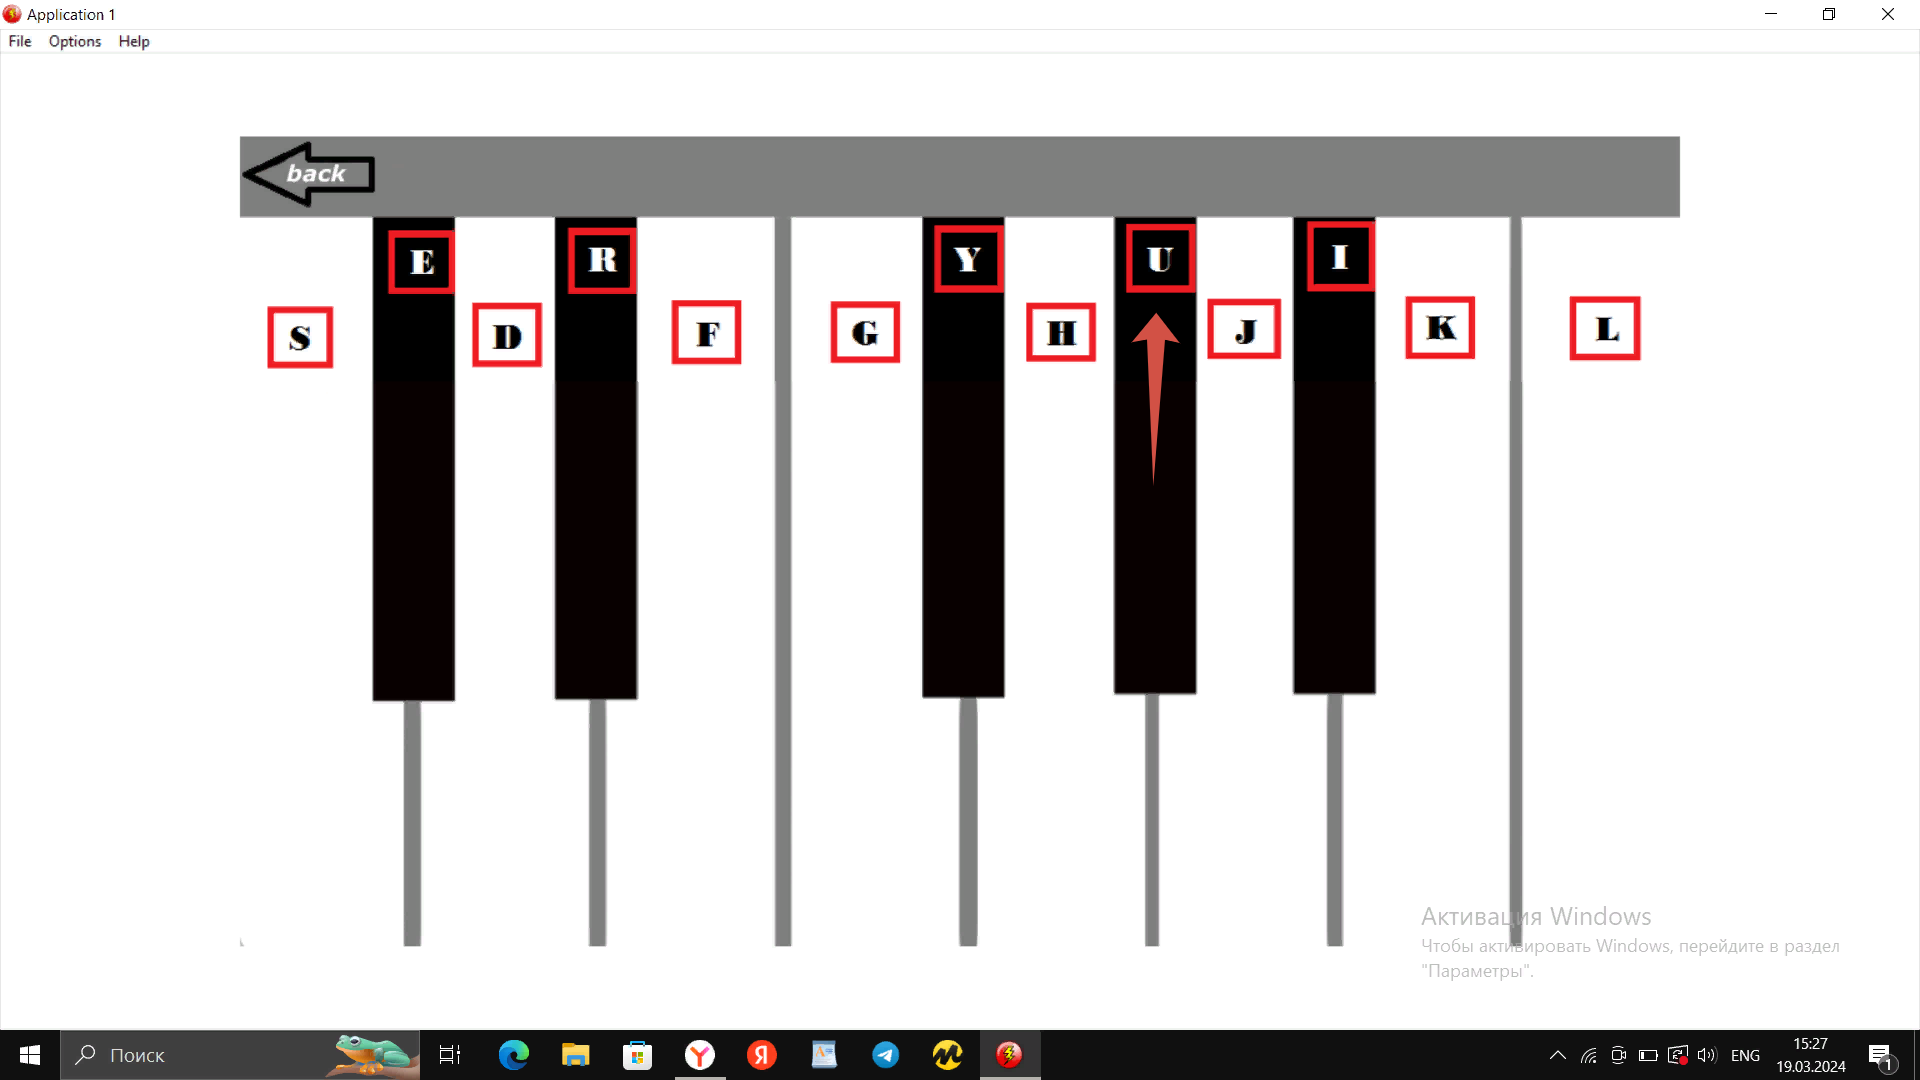 Application 1
File Options Help
back
E R Y U I
S D F G H J K L
Активация Windows
Чтобы активировать Windows, перейдите в раздел
"Параметры".
Поиск
ENG
15:27
19.03.2024
1